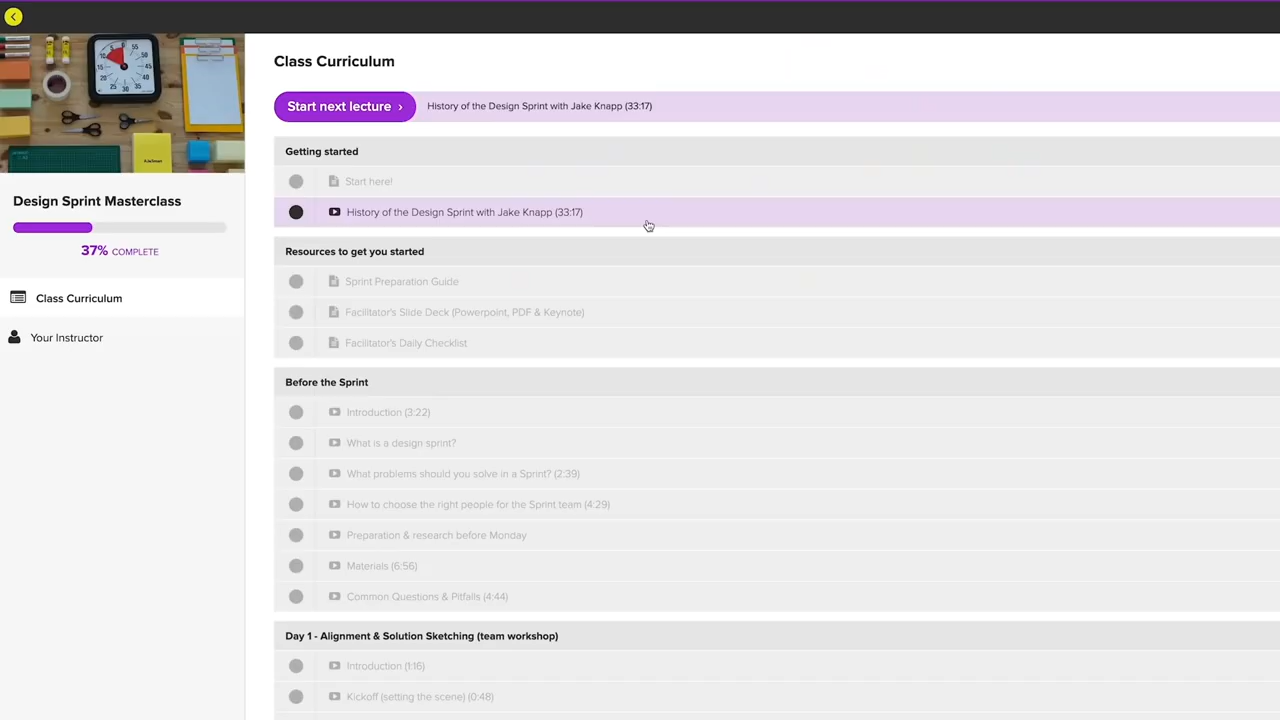 Class Curriculum
Start next lecture › History of the Design Sprint with Jake Knapp (33:17)
Getting started
Start here!
History of the Design Sprint with Jake Knapp (33:17)
Design Sprint Masterclass
37% COMPLETE
Class Curriculum
Your Instructor
Resources to get you started
Sprint Preparation Guide
Facilitator's Slide Deck (Powerpoint, PDF & Keynote)
Facilitator's Daily Checklist
Before the Sprint
Introduction (3:22)
What is a design sprint?
What problems should you solve in a Sprint? (2:39)
How to choose the right people for the Sprint team (4:29)
Preparation & research before Monday
Materials (6:56)
Common Questions & Pitfalls (4:44)
Day 1 - Alignment & Solution Sketching (team workshop)
Introduction (1:16)
Kickoff (setting the scene) (0:48)